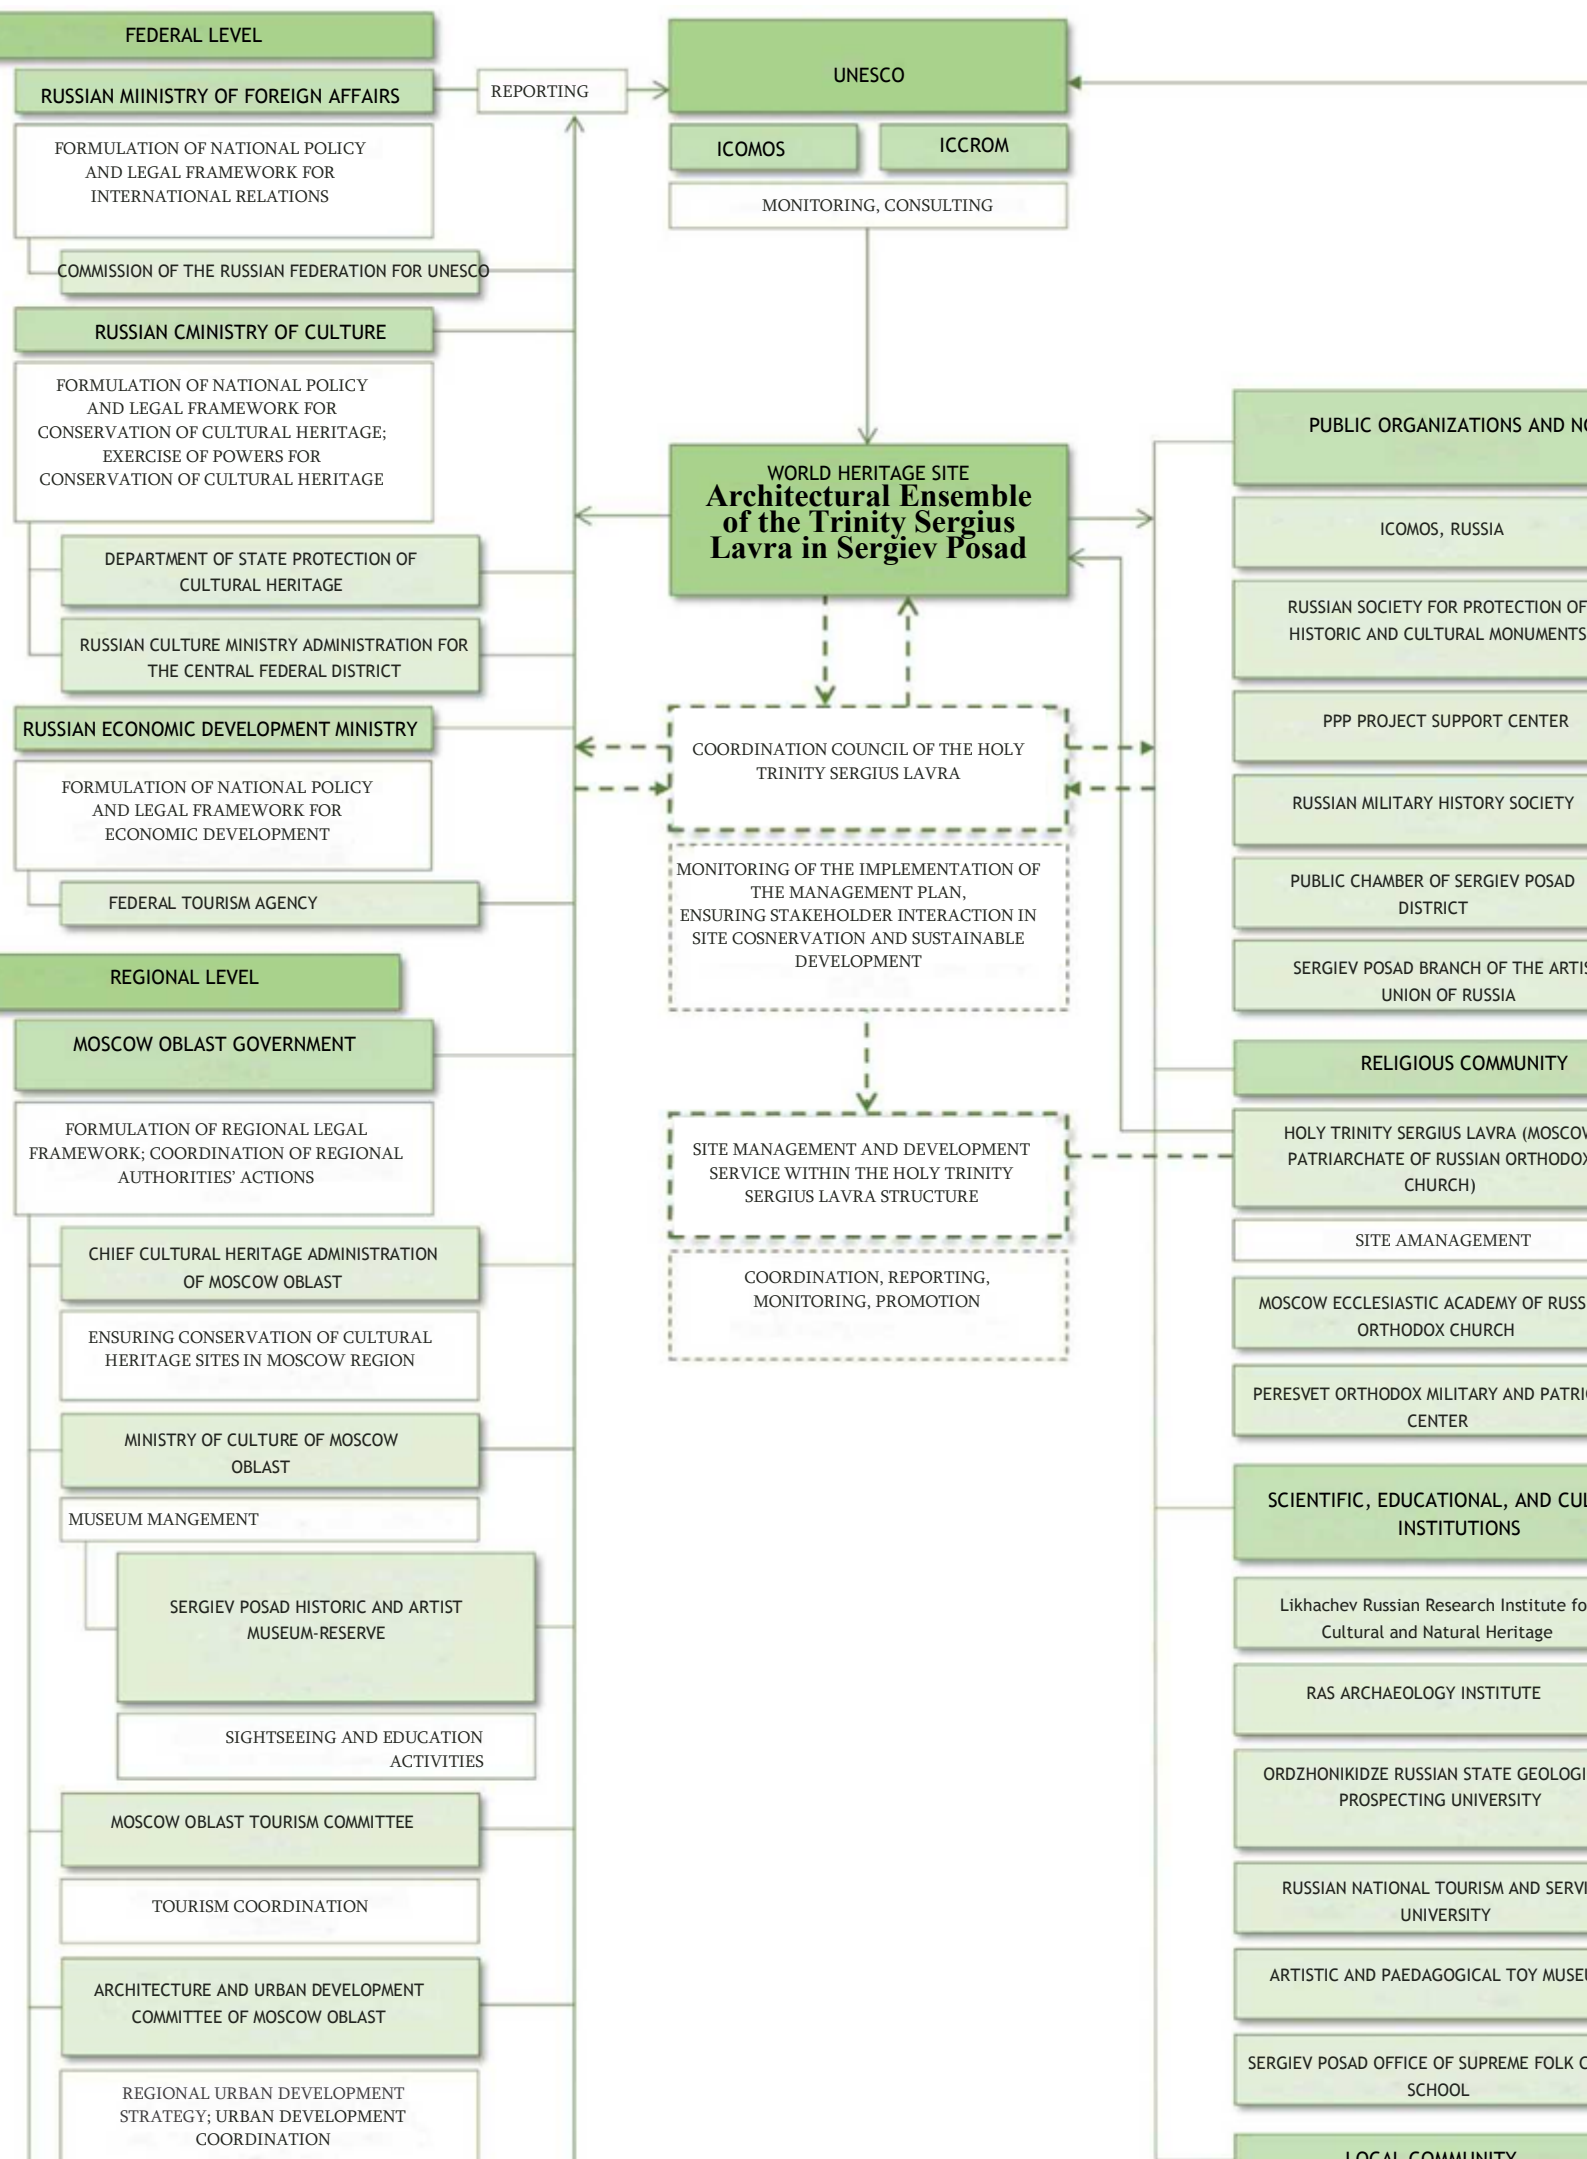 FEDERAL LEVEL
RUSSIAN MIINISTRY OF FOREIGN AFFAIRS
FORMULATION OF NATIONAL POLICY
AND LEGAL FRAMEWORK FOR
INTERNATIONAL RELATIONS
COMMISSION OF THE RUSSIAN FEDERATION FOR UNESCO
RUSSIAN CMINISTRY OF CULTURE
FORMULATION OF NATIONAL POLICY
AND LEGAL FRAMEWORK FOR
CONSERVATION OF CULTURAL HERITAGE;
EXERCISE OF POWERS FOR
CONSERVATION OF CULTURAL HERITAGE
DEPARTMENT OF STATE PROTECTION OF
CULTURAL HERITAGE
RUSSIAN CULTURE MINISTRY ADMINISTRATION FOR
THE CENTRAL FEDERAL DISTRICT
RUSSIAN ECONOMIC DEVELOPMENT MINISTRY
FORMULATION OF NATIONAL POLICY
AND LEGAL FRAMEWORK FOR
ECONOMIC DEVELOPMENT
FEDERAL TOURISM AGENCY
REGIONAL LEVEL
MOSCOW OBLAST GOVERNMENT
FORMULATION OF REGIONAL LEGAL
FRAMEWORK; COORDINATION OF REGIONAL
AUTHORITIES' ACTIONS
CHIEF CULTURAL HERITAGE ADMINISTRATION
OF MOSCOW OBLAST
ENSURING CONSERVATION OF CULTURAL
HERITAGE SITES IN MOSCOW REGION
MINISTRY OF CULTURE OF MOSCOW
OBLAST
MUSEUM MANGEMENT
SERGIEV POSAD HISTORIC AND ARTIST
MUSEUM-RESERVE
SIGHTSEEING AND EDUCATION
ACTIVITIES
MOSCOW OBLAST TOURISM COMMITTEE
TOURISM COORDINATION
ARCHITECTURE AND URBAN DEVELOPMENT
COMMITTEE OF MOSCOW OBLAST
REGIONAL URBAN DEVELOPMENT
STRATEGY; URBAN DEVELOPMENT
COORDINATION
REPORTING
UNESCO
ICOMOS
ICCROM
MONITORING, CONSULTING
WORLD HERITAGE SITE
Architectural Ensemble
of the Trinity Sergius
Lavra in Sergiev Posad
COORDINATION COUNCIL OF THE HOLY
TRINITY SERGIUS LAVRA
MONITORING OF THE IMPLEMENTATION OF
THE MANAGEMENT PLAN,
ENSURING STAKEHOLDER INTERACTION IN
SITE COSNERVATION AND SUSTAINABLE
DEVELOPMENT
SITE MANAGEMENT AND DEVELOPMENT
SERVICE WITHIN THE HOLY TRINITY
SERGIUS LAVRA STRUCTURE
COORDINATION, REPORTING,
MONITORING, PROMOTION
PUBLIC ORGANIZATIONS AND
ICOMOS, RUSSIA
RUSSIAN SOCIETY FOR PROTECTION OF
HISTORIC AND CULTURAL MONUMENTS
PPP PROJECT SUPPORT CENTER
RUSSIAN MILITARY HISTORY SOCIETY
PUBLIC CHAMBER OF SERGIEV POSAD
DISTRICT
SERGIEV POSAD BRANCH OF THE
UNION OF RUSSIA
RELIGIOUS COMMUNITY
HOLY TRINITY SERGIUS LAVRA (MOSCOW
PATRIARCHATE OF RUSSIAN ORTHODOX
CHURCH)
SITE AMANAGEMENT
MOSCOW ECCLESIASTIC ACADEMY OF
ORTHODOX CHURCH
PERESVET ORTHODOX MILITARY AND
CENTER
SCIENTIFIC, EDUCATIONAL, AND
INSTITUTIONS
Likhachev Russian Research Institute
Cultural and Natural Heritage
RAS ARCHAEOLOGY INSTITUTE
ORDZHONIKIDZE RUSSIAN STATE
PROSPECTING UNIVERSITY
RUSSIAN NATIONAL TOURISM AND
UNIVERSITY
ARTISTIC AND PAEDAGOGICAL TOY
SERGIEV POSAD OFFICE OF SUPREME FOLK
SCHOOL
LOCAL COMMUNITY